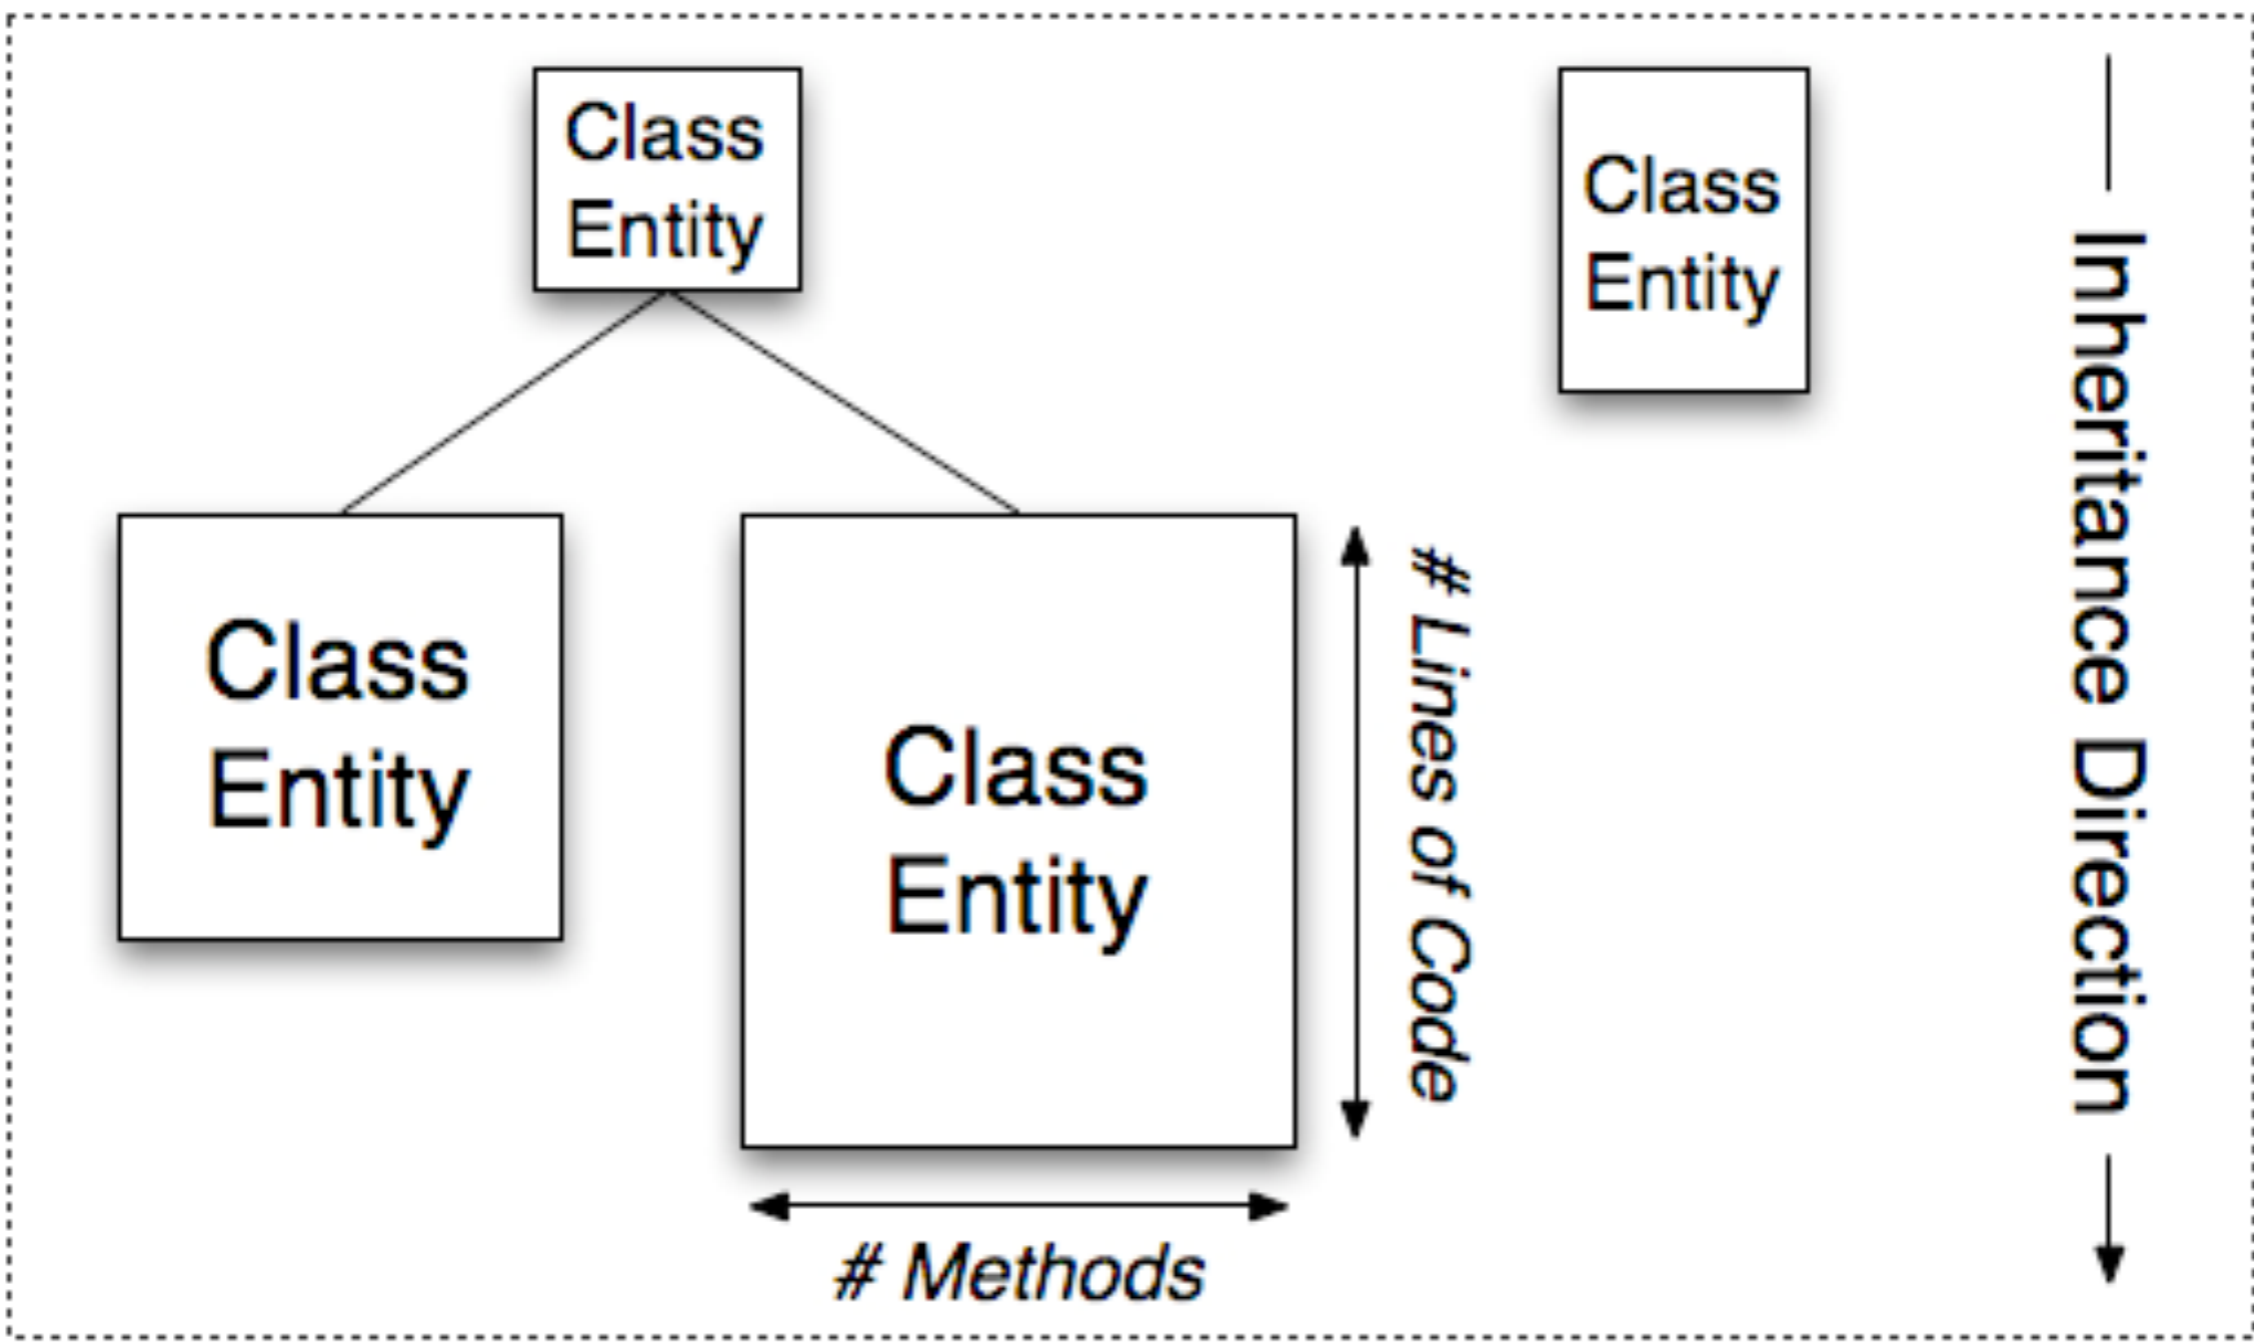 Class
Entity
Class
Entity
Class
Entity
Class
Entity
# Lines of Code
# Methods
Inheritance Direction